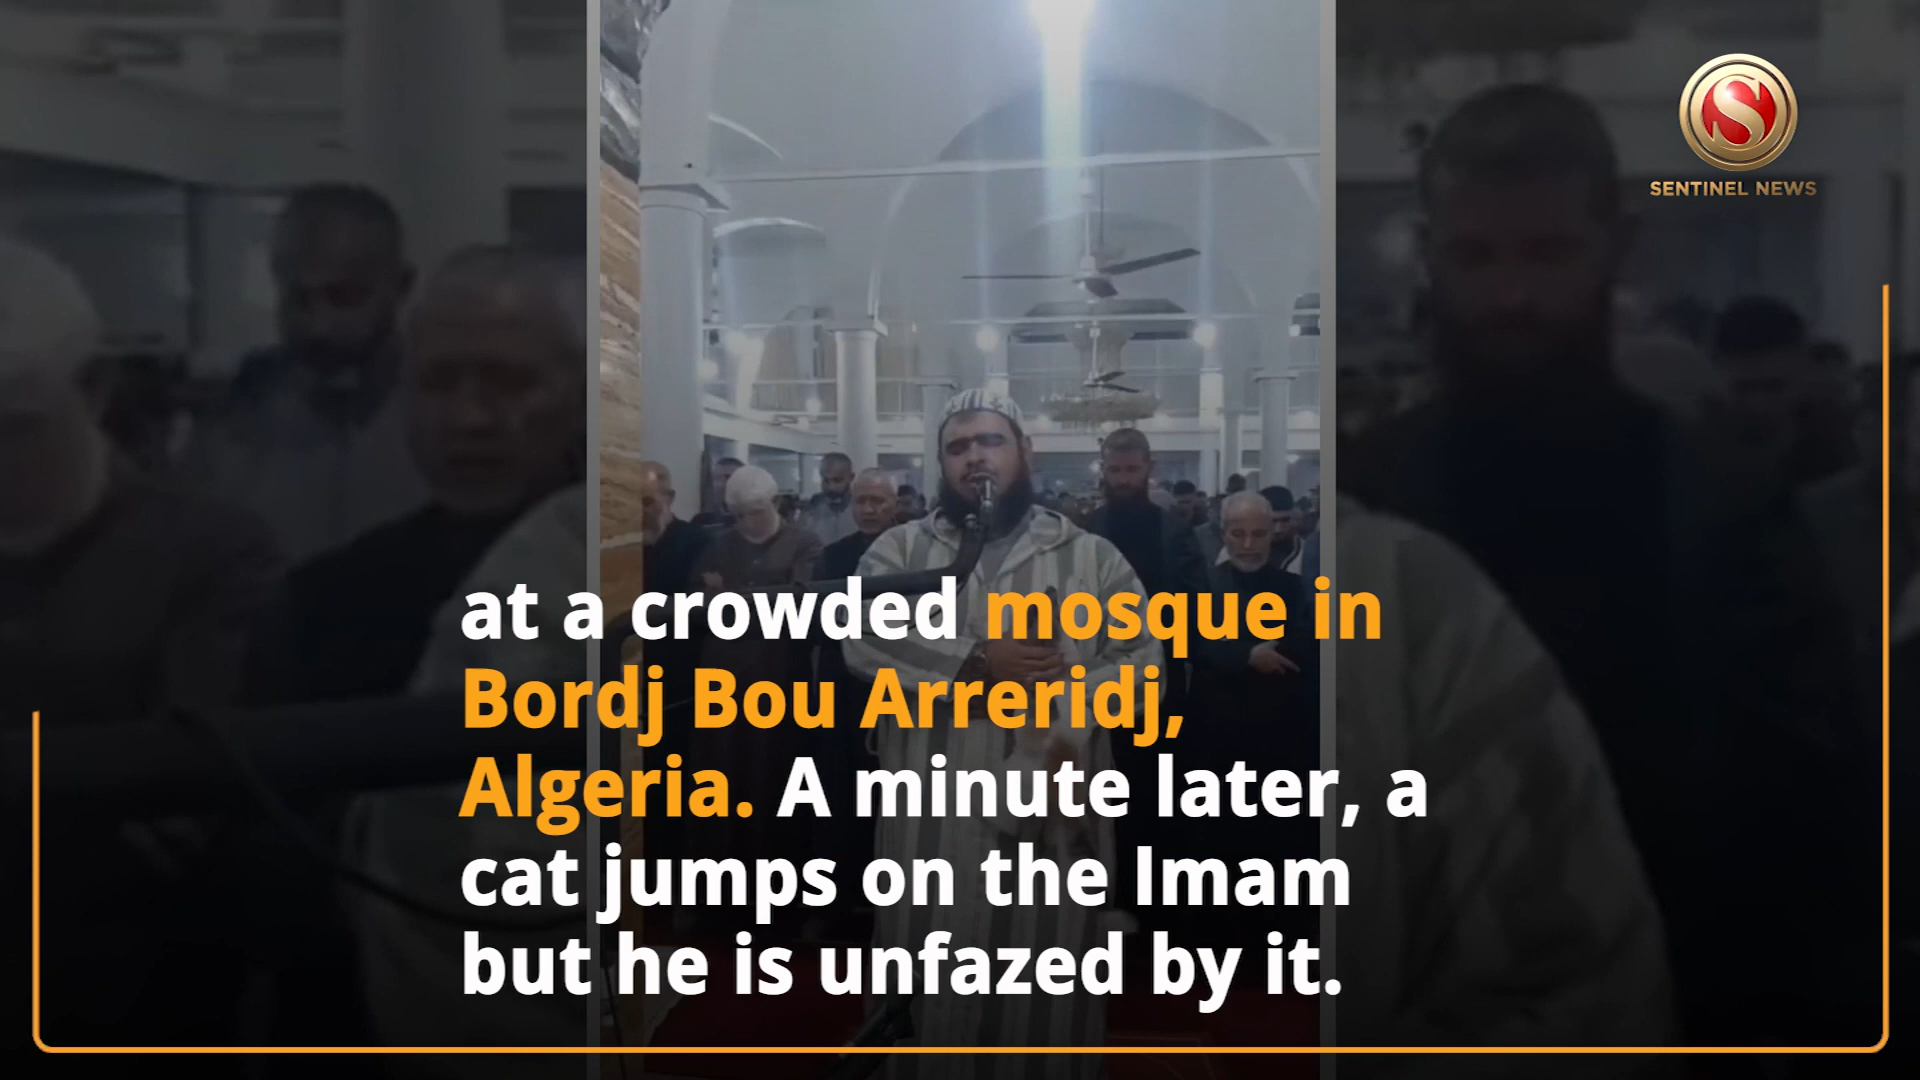 SENTINEL NEWS
at a crowded mosque in
Bordj Bou Arreridj,
Algeria. A minute later, a
cat jumps on the Imam
but he is unfazed by it.